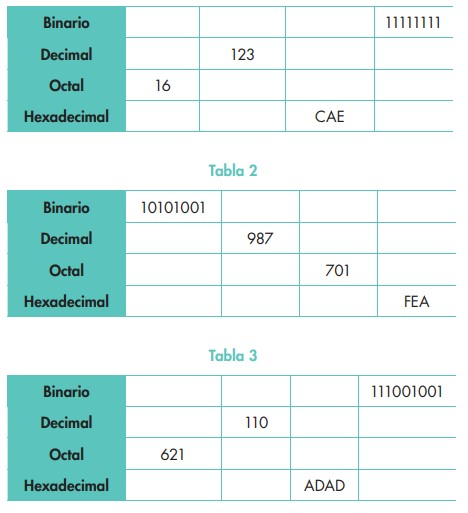 Binario 11111111
Decimal 123
Octal 16
Hexadecimal CAE
Tabla 2
Binario 10101001
Decimal 987
Octal 701
Hexadecimal FEA
Tabla 3
Binario 111001001
Decimal 110
Octal 621
Hexadecimal ADAD